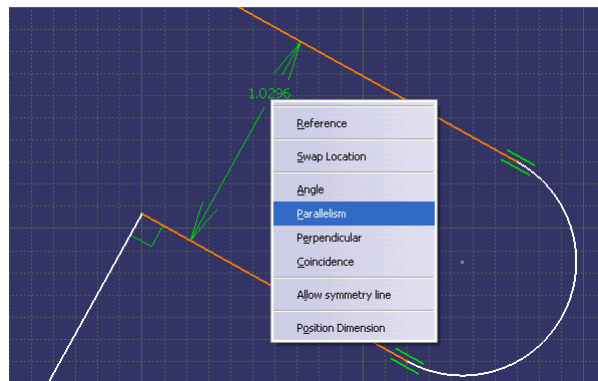 1.0296
Reference
Swap Location
Angle
Parallelism
Perpendicular
Coincidence
Allow symmetry line
Position Dimension